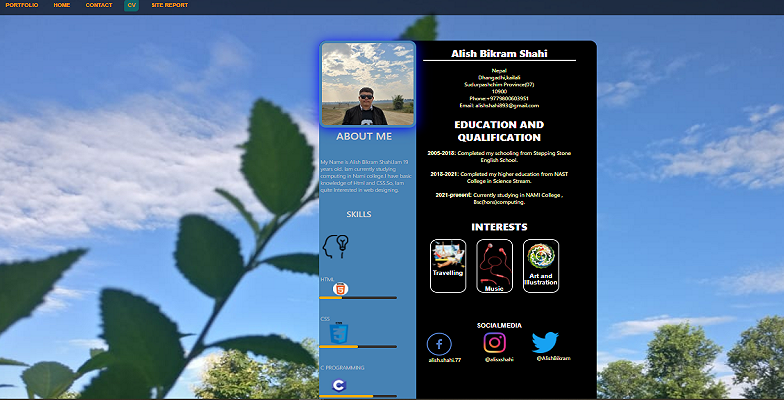 PORTFOLIO HOME CONTACT CV SITE REPORT
ABOUT ME
My Name is Alish Bikram Shahi.Iam 19
years old. Iam currently studying
computing in Nami college.I have basic
knowledge of Html and CSS.So, Iam
quite Interested in web designing.
SKILLS
HTML
CSS
C PROGRAMMING
Alish Bikram Shahi
Nepal
Dhangadhi,kailali
Sudurpashchim Province(07)
10900
Phone:+9779800603951
Email: alishshahi893@gmail.com
EDUCATION AND
QUALIFICATION
2005-2018: Completed my schooling from Stepping Stone
English School.
2018-2021: Completed my higher education from NAST
College in Science Stream.
2021-present: Currently studying in NAMI College ,
Bsc(hons)computing.
INTERESTS
Travelling
Music
Art and
Illustration
SOCIALMEDIA
alish.shahi.77
@alisxshahi
@AlishBikram